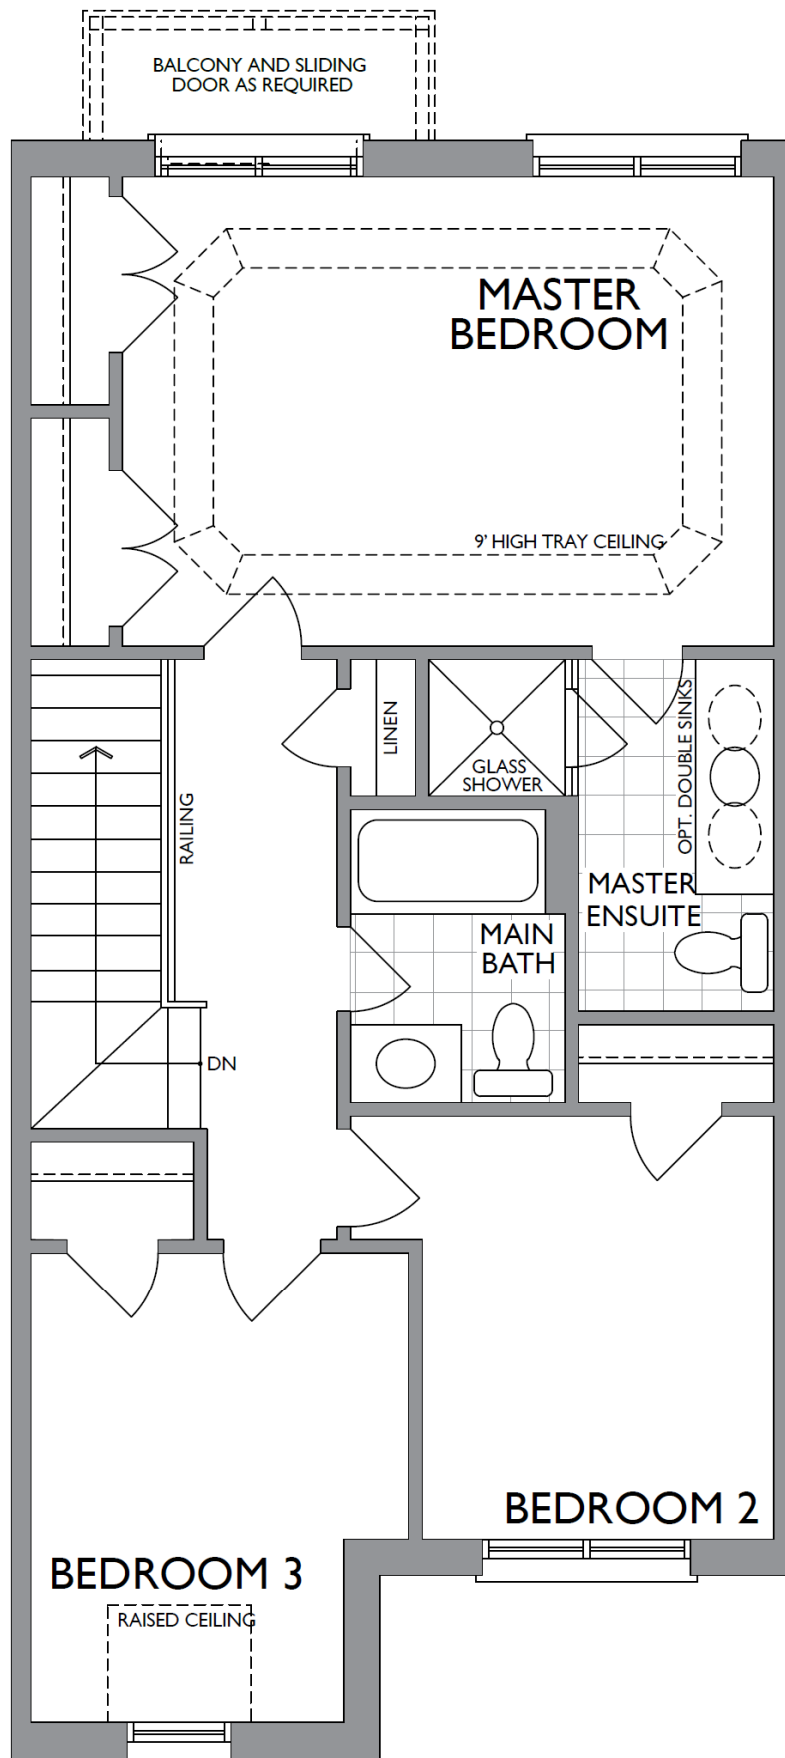 BALCONY AND SLIDING
DOOR AS REQUIRED
MASTER
BEDROOM
9' HIGH TRAY CEILING
LINEN
GLASS
SHOWER
OPT. DOUBLE SINKS
RAILING
MASTER
ENSUITE
MAIN
BATH
DN
BEDROOM 2
BEDROOM 3
RAISED CEILING